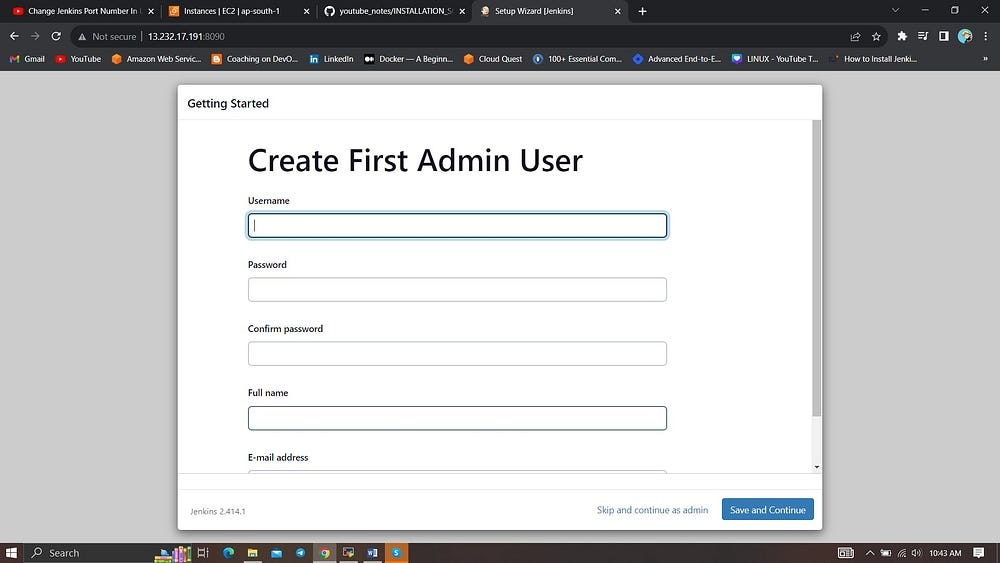 Change Jenkins Port Number In
Instances | EC2 | ap-south-1
youtube_notes/INSTALLATION_S
Setup Wizard [Jenkins]
Not secure
13.232.17.191:8090
Gmail
YouTube
Amazon Web Servic...
Coaching on DevO...
LinkedIn
Docker — A Beginn...
Cloud Quest
100+ Essential Com...
Advanced End-to-E...
LINUX - YouTube T...
How to Install Jenki...
»
Getting Started
Create First Admin User
Username
Password
Confirm password
Full name
E-mail address
Jenkins 2.414.1
Skip and continue as admin
Save and Continue
Search
10:43 AM